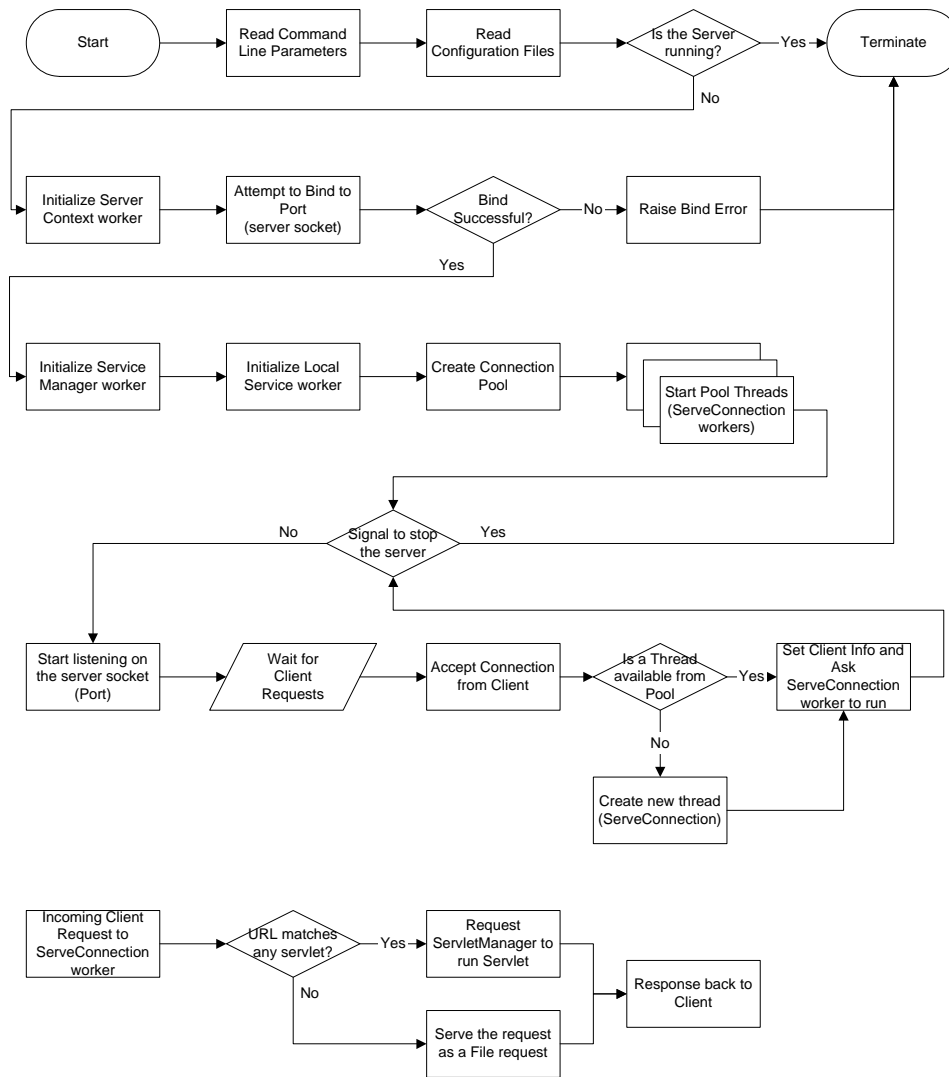 Start
Read Command
Line Parameters
Read
Configuration Files
Is the Server
running?
Yes
Terminate
No
Initialize Server
Context worker
Attempt to Bind to
Port
(server socket)
Bind
Successful?
No
Raise Bind Error
Yes
Initialize Service
Manager worker
Initialize Local
Service worker
Create Connection
Pool
Start Pool Threads
(ServeConnection
workers)
No
Signal to stop
the server
Yes
Start listening on
the server socket
(Port)
Wait for
Client
Requests
Accept Connection
from Client
Is a Thread
available from
Pool
Yes
Set Client Info and
Ask
ServeConnection
worker to run
No
Create new thread
(ServeConnection)
Incoming Client
Request to
ServeConnection
worker
URL matches
any servlet?
Yes
Request
ServletManager to
run Servlet
No
Response back to
Client
Serve the request
as a File request